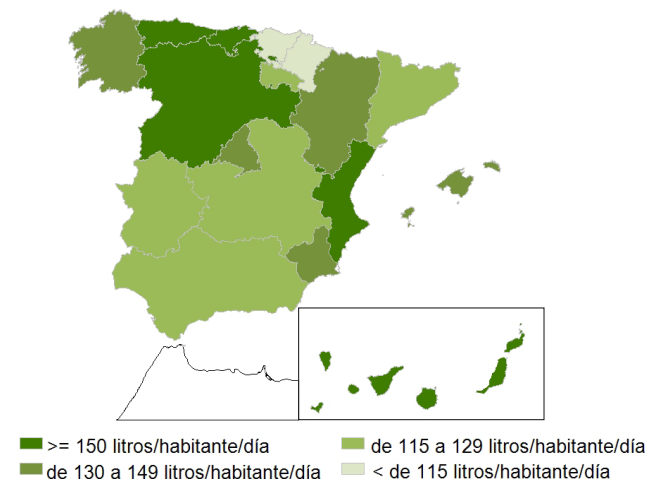 >= 150 litros/habitante/día
de 115 a 129 litros/habitante/día
de 130 a 149 litros/habitante/día
< de 115 litros/habitante/día